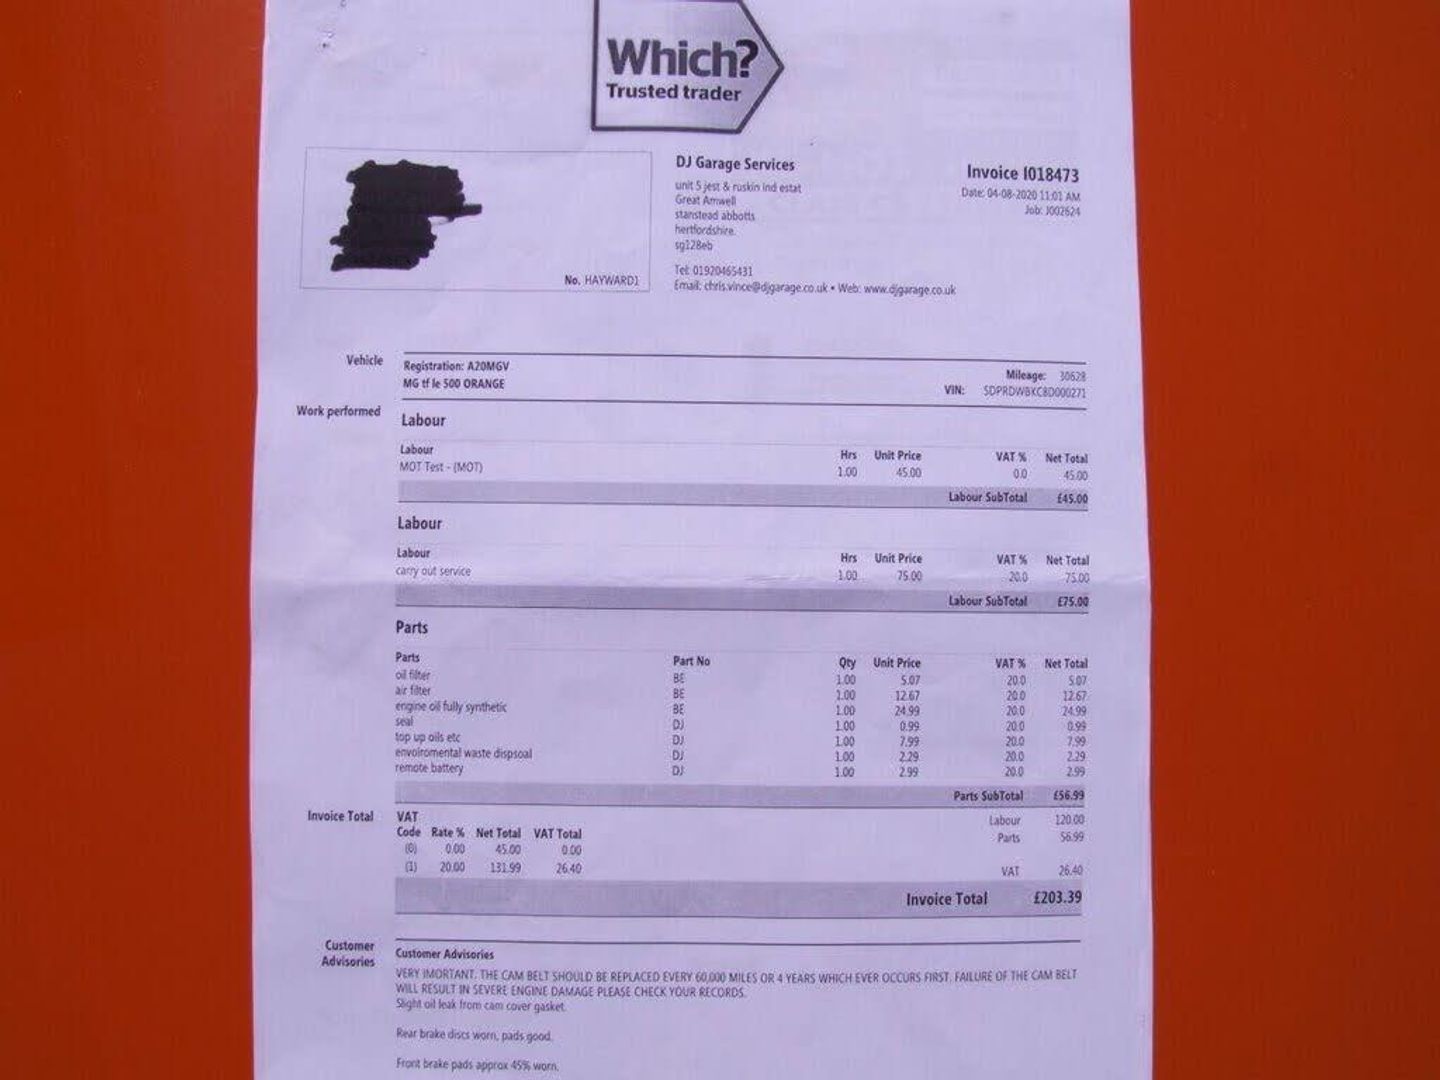 Which?
Trusted trader
DJ Garage Services
unit 5 jest & ruskin ind estat
Great Amwell
stanstead abbotts
hertfordshire.
sg128eb
Tel: 01920465431
Email: chris.vince@djgarage.co.uk • Web: www.djgarage.co.uk
Invoice I018473
Date: 04-08-2020 11:01 AM
Job: J002624
No. HAYWARD1
Vehicle
Registration: A20MGV
MG tf le 500 ORANGE
Mileage: 30628
VIN: SDPRDWBKC8D000271
Work performed
Labour
Labour Hrs Unit Price VAT % Net Total
MOT Test - (MOT) 1.00 45.00 0.0 45.00
Labour SubTotal £45.00
Labour
Labour Hrs Unit Price VAT % Net Total
carry out service 1.00 75.00 20.0 75.00
Labour SubTotal £75.00
Parts
Parts Part No Qty Unit Price VAT % Net Total
oil filter BE 1.00 5.07 20.0 5.07
air filter BE 1.00 12.67 20.0 12.67
engine oil fully synthetic BE 1.00 24.99 20.0 24.99
seal DJ 1.00 0.99 20.0 0.99
top up oils etc DJ 1.00 7.99 20.0 7.99
enviromental waste dispsoal DJ 1.00 2.29 20.0 2.29
remote battery DJ 1.00 2.99 20.0 2.99
Parts SubTotal £56.99
Invoice Total
VAT
Code Rate % Net Total VAT Total
(0) 0.00 45.00 0.00
(1) 20.00 131.99 26.40
Labour 120.00
Parts 56.99
VAT 26.40
Invoice Total £203.39
Customer
Advisories
Customer Advisories
VERY IMORTANT. THE CAM BELT SHOULD BE REPLACED EVERY 60,000 MILES OR 4 YEARS WHICH EVER OCCURS FIRST. FAILURE OF THE CAM BELT
WILL RESULT IN SEVERE ENGINE DAMAGE PLEASE CHECK YOUR RECORDS.
Slight oil leak from cam cover gasket.
Rear brake discs worn, pads good.
Front brake pads approx 45% worn.